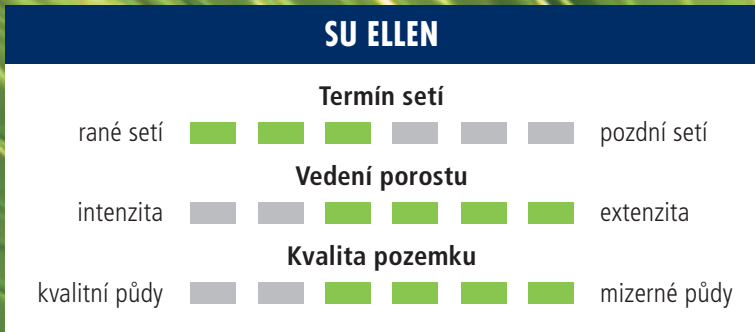 SU ELLEN
Termín setí
rané setí pozdní setí
Vedení porostu
intenzita extenzita
Kvalita pozemku
kvalitní půdy mizerné půdy